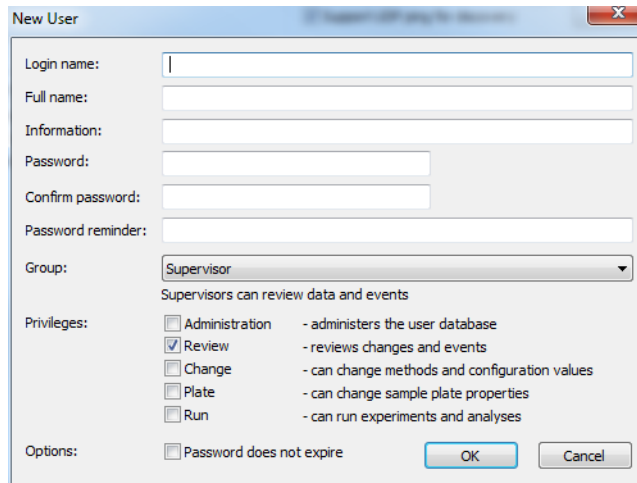 New User
Login name:
Full name:
Information:
Password:
Confirm password:
Password reminder:
Group: Supervisor
Supervisors can review data and events
Privileges: Administration - administers the user database
Review - reviews changes and events
Change - can change methods and configuration values
Plate - can change sample plate properties
Run - can run experiments and analyses
Options: Password does not expire OK Cancel